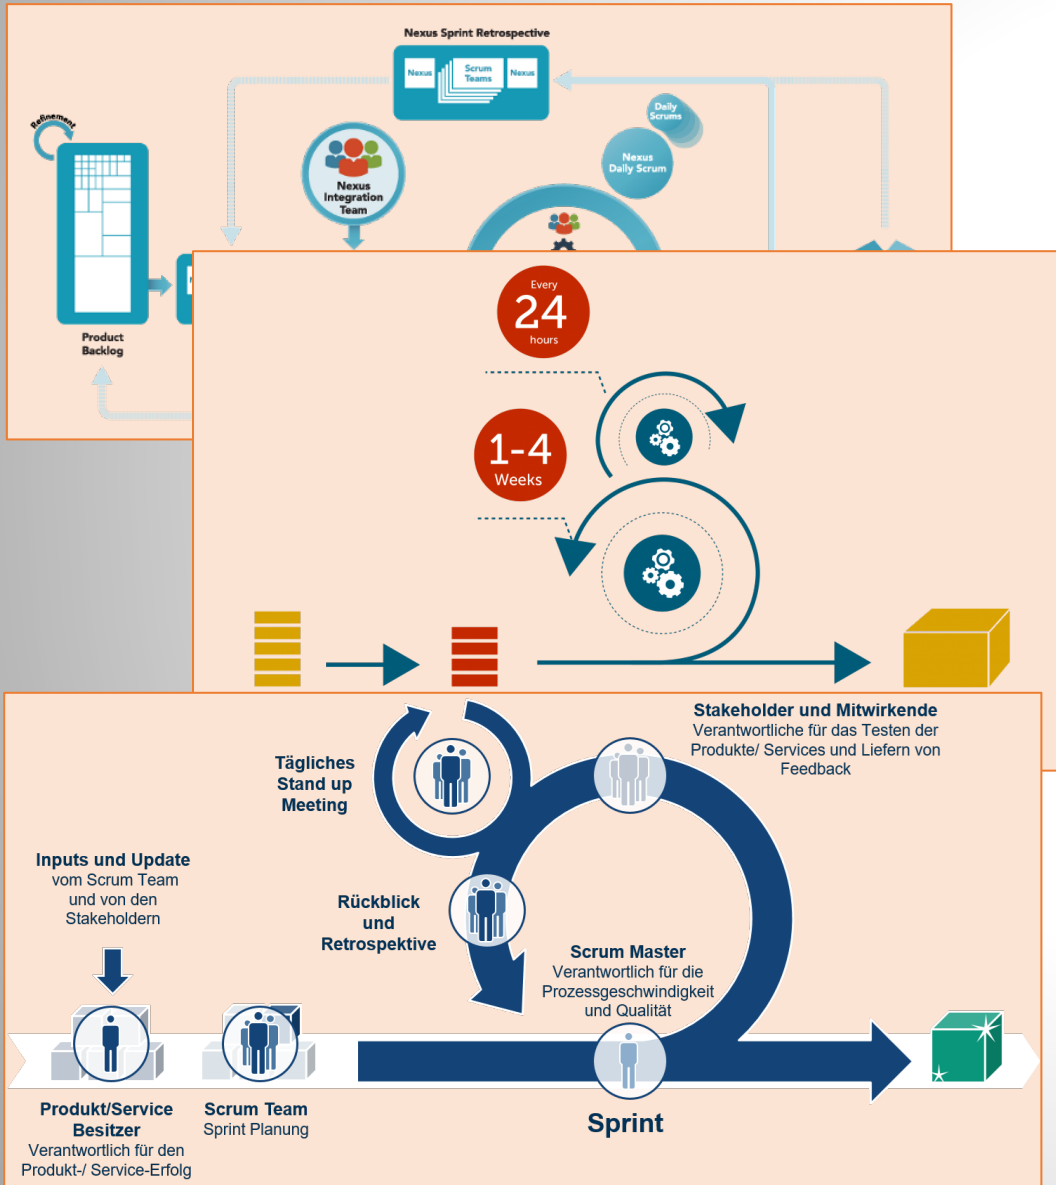 Nexus Sprint Retrospective
Nexus
Scrum
Teams
Nexus
Daily
Scrums
Refinement
Nexus
Daily Scrum
Nexus
Integration
Team
Product
Backlog
Every
24
hours
1-4
Weeks
Stakeholder und Mitwirkende
Verantwortliche für das Testen der
Produkte/ Services und Liefern von
Feedback
Tägliches
Stand up
Meeting
Inputs und Update
vom Scrum Team
und von den
Stakeholdern
Rückblick
und
Retrospektive
Scrum Master
Verantwortlich für die
Prozessgeschwindigkeit
und Qualität
Produkt/Service
Besitzer
Verantwortlich für den
Produkt-/ Service-Erfolg
Scrum Team
Sprint Planung
Sprint